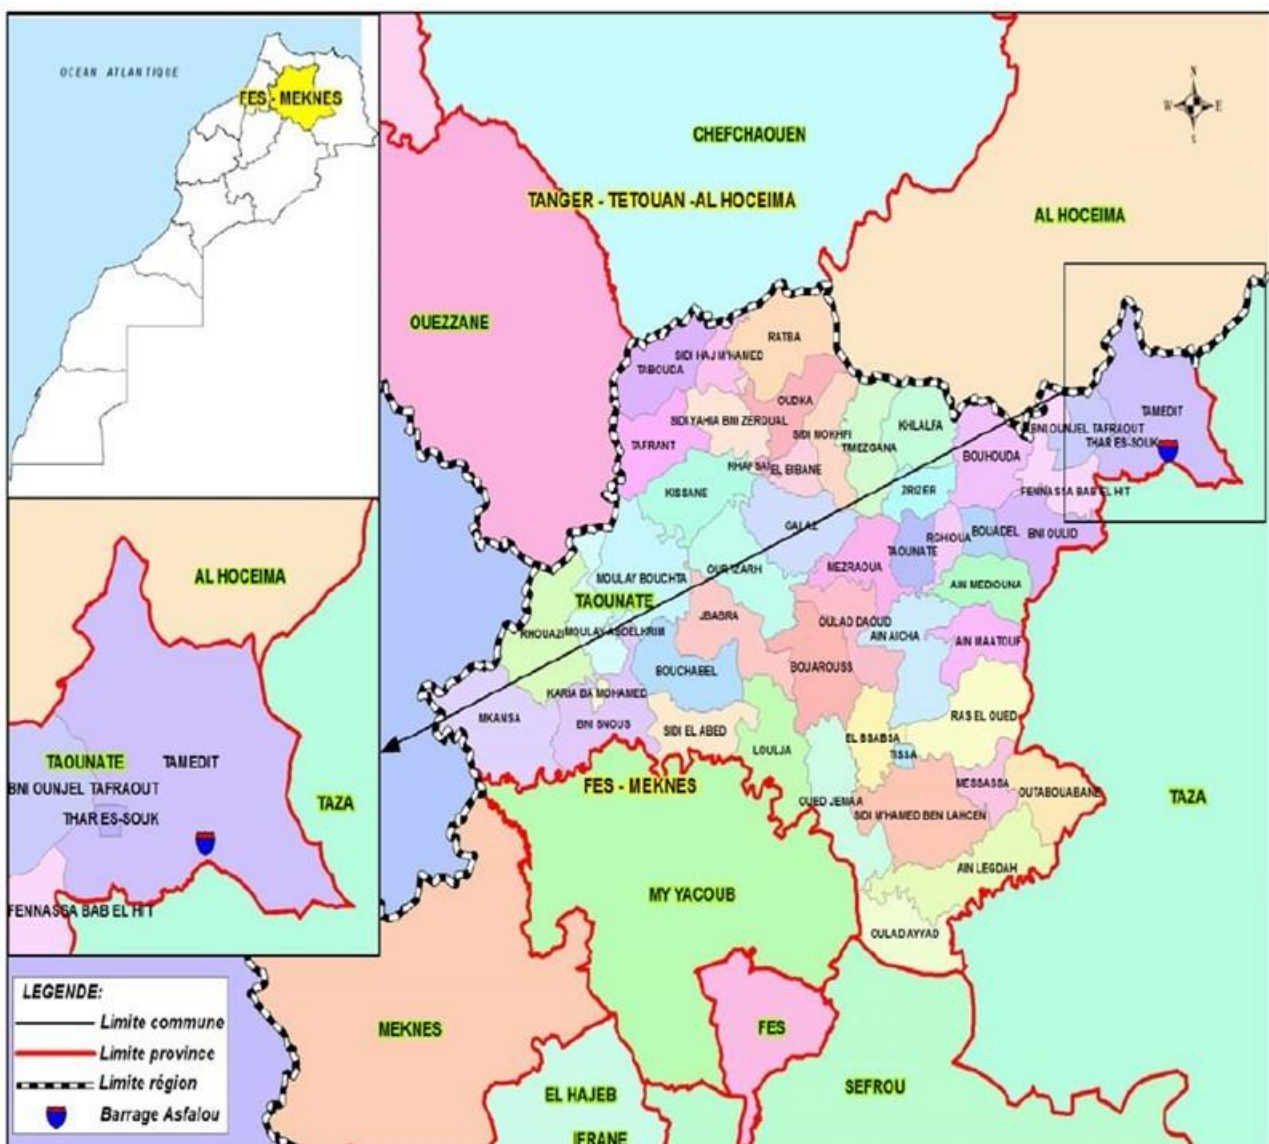 OCEAN ATLANTIQUE
FES - MEKNES
N
W
E
S
CHEFCHAOUEN
TANGER - TETOUAN -AL HOCEIMA
AL HOCEIMA
OUEZZANE
RATBA
SIDI HAJ M'HAMED
TABOUDA
OUDKA
SIDI YAHIA BNI ZEROUAL
SIDI MOKHFI
TIMEZGANA
KHLALFA
TAFRANT
BOUHOUDA
TAMEDIT
BNI OUNJEL TAFRAOUT
THAR ES-SOUK
RHAFSAI
EL BIBANE
KISSANE
ZRIZER
FENNASSA BAB EL HIT
GALAZ
RGHIOUA
BOUADEL
BNI OULID
TAOUNATE
MEZRAOUA
OURTZARH
MOULAY BOUCHTA
AIN MEDIOUNA
TAOUNATE
JBABRA
OULAD DAOUD
AIN AICHA
RHOUAZI
MOULAY ABDELHRIM
AIN MAATOUF
BOUCHABEL
BOUAROUSS
KARIA BA MOHAMED
MKANSA
BNI SNOUS
SIDI EL ABED
RAS EL OUED
EL BSABSA
LOULJA
TISSA
FES - MEKNES
MESSASSA
OUTABOUABANE
OUED JEMAA
SIDI M'HAMED BEN LAHCEN
TAZA
AIN LEGDAH
MY YACOUB
OULAD AYYAD
MEKNES
FES
SEFROU
EL HAJEB
IFRANE
AL HOCEIMA
TAOUNATE
TAMEDIT
BNI OUNJEL TAFRAOUT
THAR ES-SOUK
TAZA
FENNASSA BAB EL HIT
LEGENDE:
Limite commune
Limite province
Limite région
Barrage Asfalou